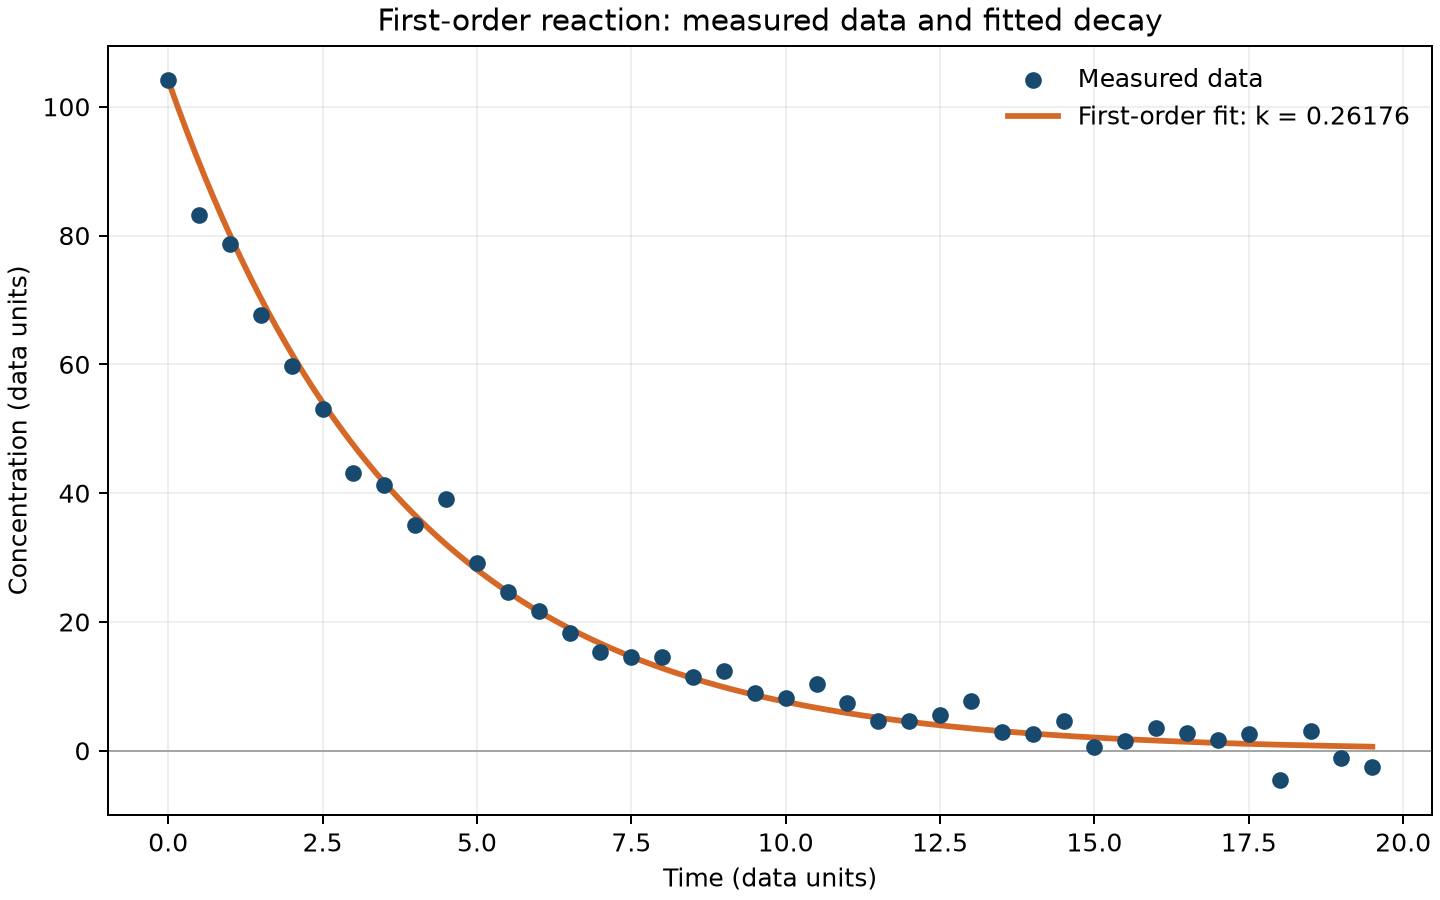 First-order reaction: measured data and fitted decay
Measured data
First-order fit: k = 0.26176
Concentration (data units)
100
80
60
40
20
0
0.0 2.5 5.0 7.5 10.0 12.5 15.0 17.5 20.0
Time (data units)